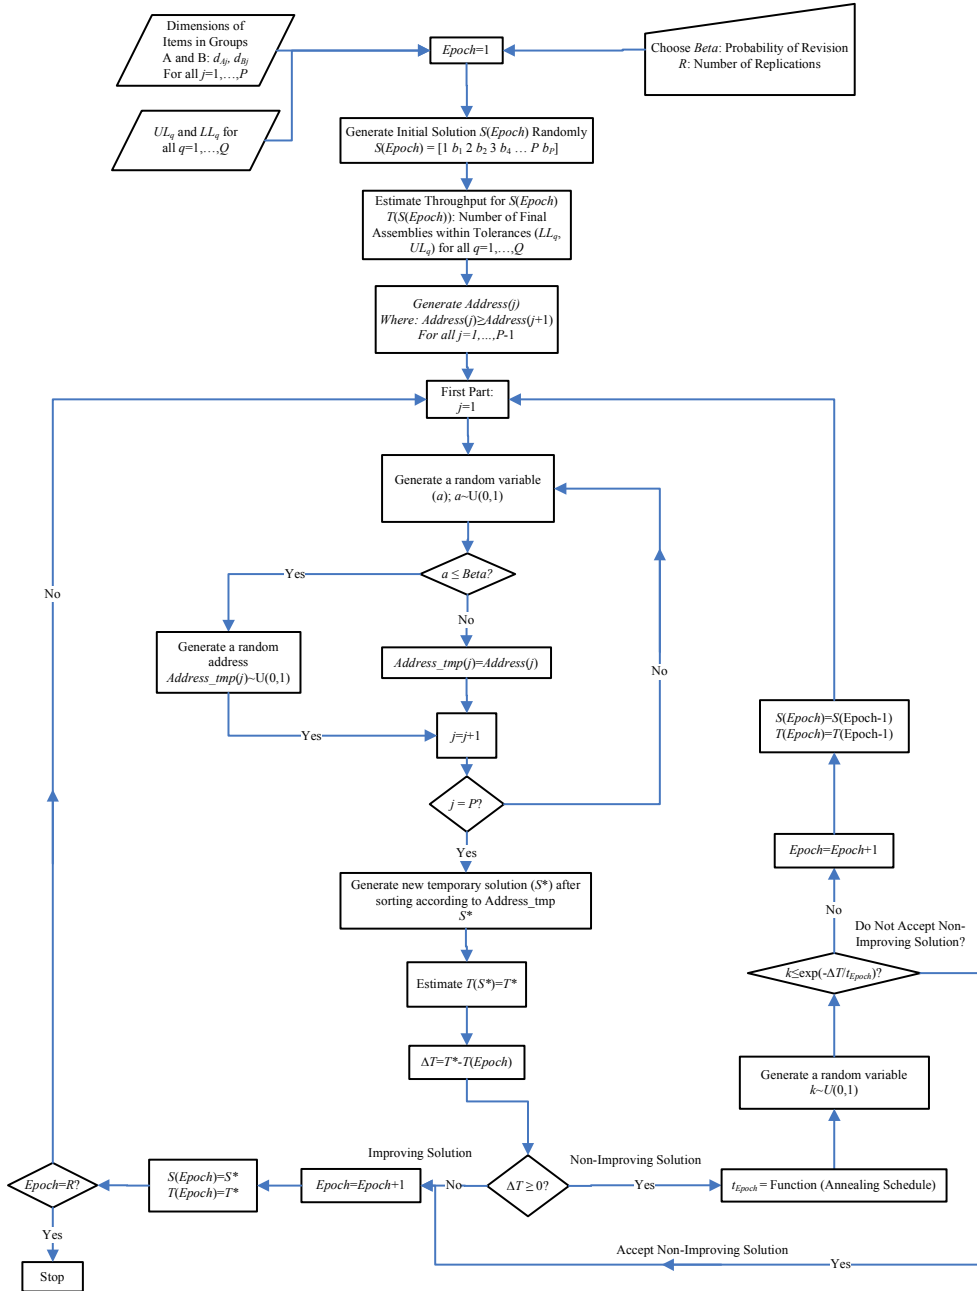 Dimensions of
Items in Groups
A and B: dAj, dBj
For all j=1,…,P
Epoch=1
Choose Beta: Probability of Revision
R: Number of Replications
ULq and LLq for
all q=1,…,Q
Generate Initial Solution S(Epoch) Randomly
S(Epoch) = [1 b1 2 b2 3 b4 … P bP]
Estimate Throughput for S(Epoch)
T(S(Epoch)): Number of Final
Assemblies within Tolerances (LLq,
ULq) for all q=1,…,Q
Generate Address(j)
Where: Address(j)≥Address(j+1)
For all j=1,…,P-1
First Part:
j=1
Generate a random variable
(a); a~U(0,1)
a ≤ Beta?
Yes
No
No
Generate a random
address
Address_tmp(j)~U(0,1)
Address_tmp(j)=Address(j)
No
Yes
j=j+1
S(Epoch)=S(Epoch-1)
T(Epoch)=T(Epoch-1)
j = P?
Yes
Epoch=Epoch+1
Generate new temporary solution (S*) after
sorting according to Address_tmp
S*
No
Do Not Accept Non-
Improving Solution?
k≤exp(-ΔT/tEpoch)?
Estimate T(S*)=T*
ΔT=T*-T(Epoch)
Generate a random variable
k~U(0,1)
Improving Solution
Non-Improving Solution
Epoch=R?
S(Epoch)=S*
T(Epoch)=T*
Epoch=Epoch+1
No
ΔT ≥ 0?
Yes
tEpoch = Function (Annealing Schedule)
Yes
Accept Non-Improving Solution
Yes
Stop